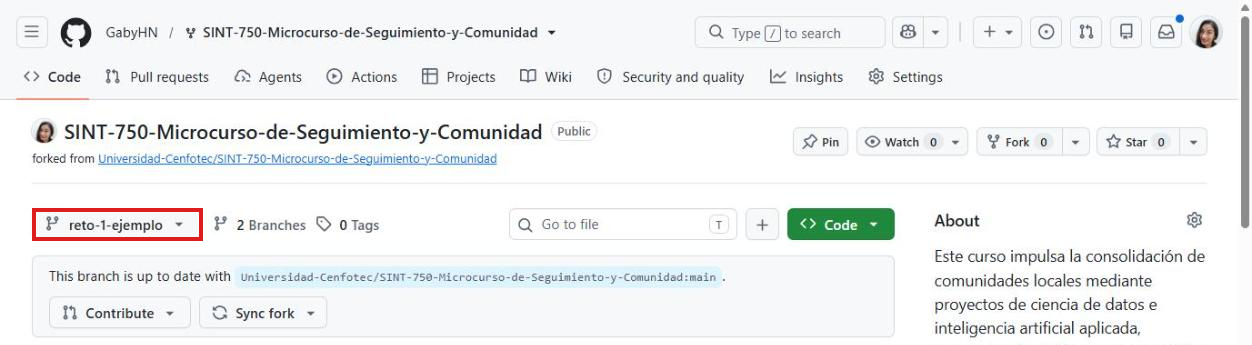 GabyHN / SINT-750-Microcurso-de-Seguimiento-y-Comunidad
Type / to search
Code Pull requests Agents Actions Projects Wiki Security and quality Insights Settings
SINT-750-Microcurso-de-Seguimiento-y-Comunidad Public
forked from Universidad-Cenfotec/SINT-750-Microcurso-de-Seguimiento-y-Comunidad
Pin Watch 0 Fork 0 Star 0
reto-1-ejemplo 2 Branches 0 Tags Go to file T + Code
This branch is up to date with Universidad-Cenfotec/SINT-750-Microcurso-de-Seguimiento-y-Comunidad:main .
Contribute Sync fork
About
Este curso impulsa la consolidación de
comunidades locales mediante
proyectos de ciencia de datos e
inteligencia artificial aplicada,